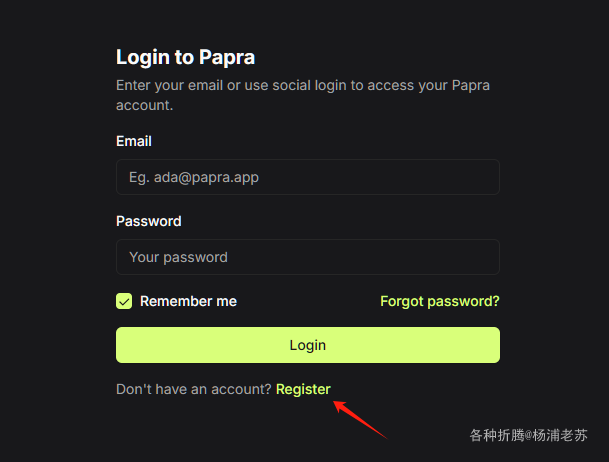 Login to Papra
Enter your email or use social login to access your Papra
account.
Email
Eg. ada@papra.app
Password
Your password
Remember me
Forgot password?
Login
Don't have an account? Register
各种折腾@杨浦老苏